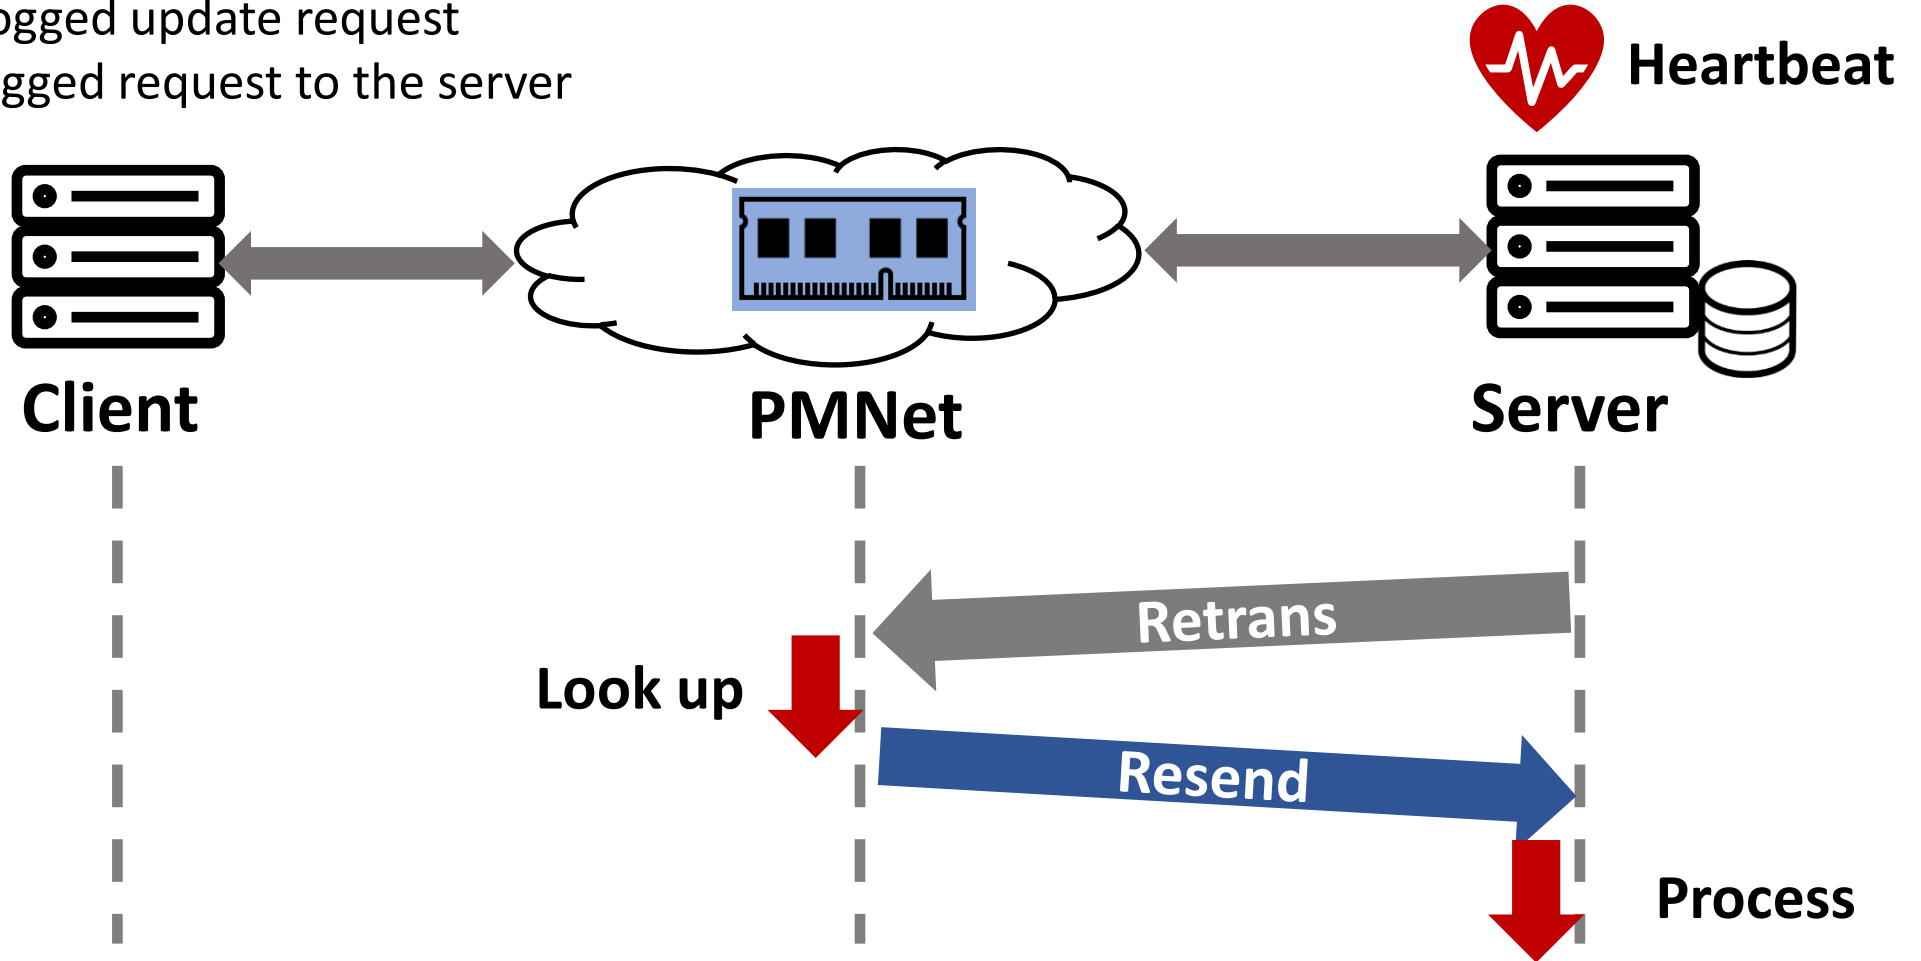 ogged update request
gged request to the server
Heartbeat
Client
PMNet
Server
Retrans
Look up
Resend
Process